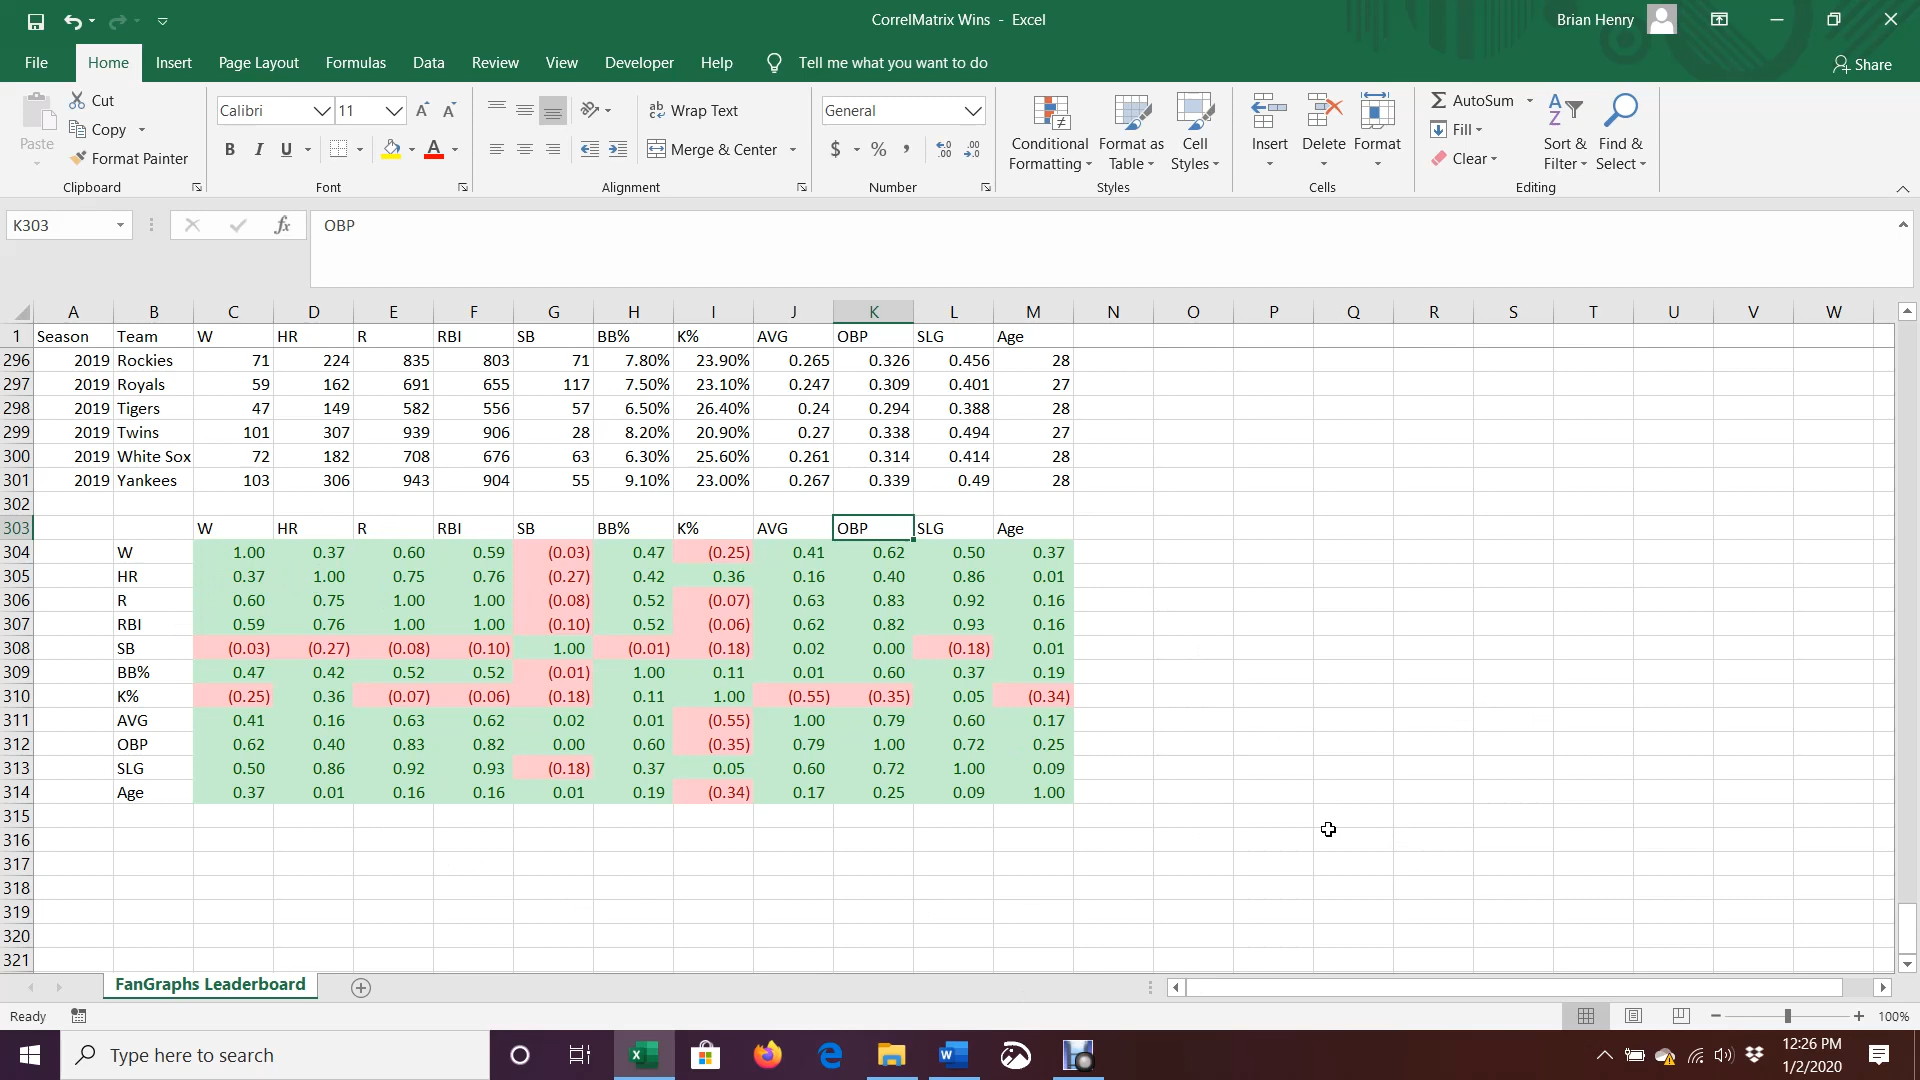 CorrelMatrix Wins - Excel
Brian Henry
File Home Insert Page Layout Formulas Data Review View Developer Help Tell me what you want to do Share
Paste Cut Copy Format Painter Clipboard
Calibri 11 B I U A Font
ab Wrap Text Merge & Center Alignment
General $ % , Number
Conditional Formatting Format as Table Cell Styles Styles
Insert Delete Format Cells
AutoSum Fill Clear Sort & Filter Find & Select Editing
K303 fx OBP
A B C D E F G H I J K L M N O P Q R S T U V W
1 Season Team W HR R RBI SB BB% K% AVG OBP SLG Age
296 2019 Rockies 71 224 835 803 71 7.80% 23.90% 0.265 0.326 0.456 28
297 2019 Royals 59 162 691 655 117 7.50% 23.10% 0.247 0.309 0.401 27
298 2019 Tigers 47 149 582 556 57 6.50% 26.40% 0.24 0.294 0.388 28
299 2019 Twins 101 307 939 906 28 8.20% 20.90% 0.27 0.338 0.494 27
300 2019 White Sox 72 182 708 676 63 6.30% 25.60% 0.261 0.314 0.414 28
301 2019 Yankees 103 306 943 904 55 9.10% 23.00% 0.267 0.339 0.49 28
302
303 W HR R RBI SB BB% K% AVG OBP SLG Age
304 W 1.00 0.37 0.60 0.59 (0.03) 0.47 (0.25) 0.41 0.62 0.50 0.37
305 HR 0.37 1.00 0.75 0.76 (0.27) 0.42 0.36 0.16 0.40 0.86 0.01
306 R 0.60 0.75 1.00 1.00 (0.08) 0.52 (0.07) 0.63 0.83 0.92 0.16
307 RBI 0.59 0.76 1.00 1.00 (0.10) 0.52 (0.06) 0.62 0.82 0.93 0.16
308 SB (0.03) (0.27) (0.08) (0.10) 1.00 (0.01) (0.18) 0.02 0.00 (0.18) 0.01
309 BB% 0.47 0.42 0.52 0.52 (0.01) 1.00 0.11 0.01 0.60 0.37 0.19
310 K% (0.25) 0.36 (0.07) (0.06) (0.18) 0.11 1.00 (0.55) (0.35) 0.05 (0.34)
311 AVG 0.41 0.16 0.63 0.62 0.02 0.01 (0.55) 1.00 0.79 0.60 0.17
312 OBP 0.62 0.40 0.83 0.82 0.00 0.60 (0.35) 0.79 1.00 0.72 0.25
313 SLG 0.50 0.86 0.92 0.93 (0.18) 0.37 0.05 0.60 0.72 1.00 0.09
314 Age 0.37 0.01 0.16 0.16 0.01 0.19 (0.34) 0.17 0.25 0.09 1.00
315
316
317
318
319
320
321
FanGraphs Leaderboard
Ready 100%
Type here to search
12:26 PM
1/2/2020